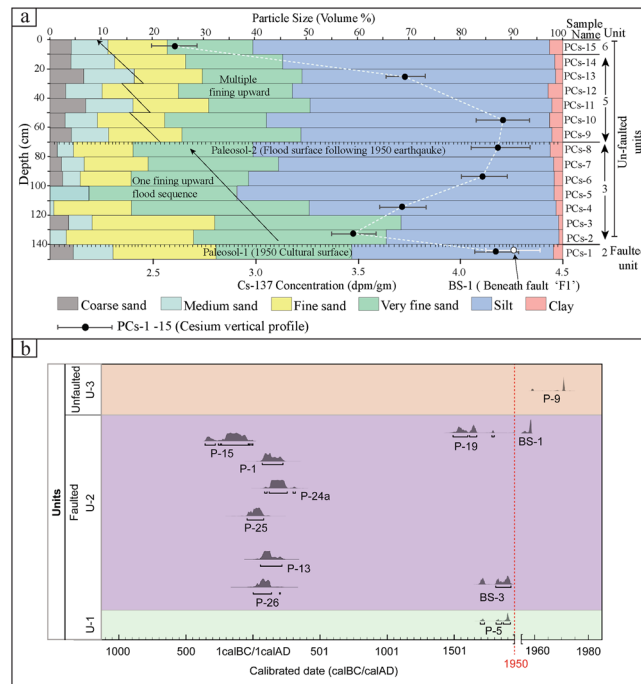 a
Particle Size (Volume %)
0 10 20 30 40 50 60 70 80 90 100
Sample Name
Unit
Depth (cm)
0
20
40
60
80
100
120
140
PCs-15 6
PCs-14
PCs-13
PCs-12
PCs-11 5
PCs-10
PCs-9
PCs-8
PCs-7
PCs-6
PCs-5 3
PCs-4
PCs-3
PCs-2
PCs-1 2
Un-faulted units
Faulted unit
Multiple
fining upward
Paleosol-2 (Flood surface following 1950 earthqauke)
One fining upward
flood sequence
Paleosol-1 (1950 Cultural surface)
2.5 3.0 3.5 4.0 4.5
Cs-137 Concentration (dpm/gm)
BS-1 ( Beneath fault ‘F1’)
Coarse sand Medium sand Fine sand Very fine sand Silt Clay
PCs-1 -15 (Cesium vertical profile)
b
Units
Unfaulted
U-3
Faulted
U-2
U-1
P-9
P-15
P-1
P-24a
P-25
P-13
P-26
P-19
BS-1
BS-3
P-5
1000 500 1calBC/1calAD 501 1001 1501 1960 1980
1950
Calibrated date (calBC/calAD)